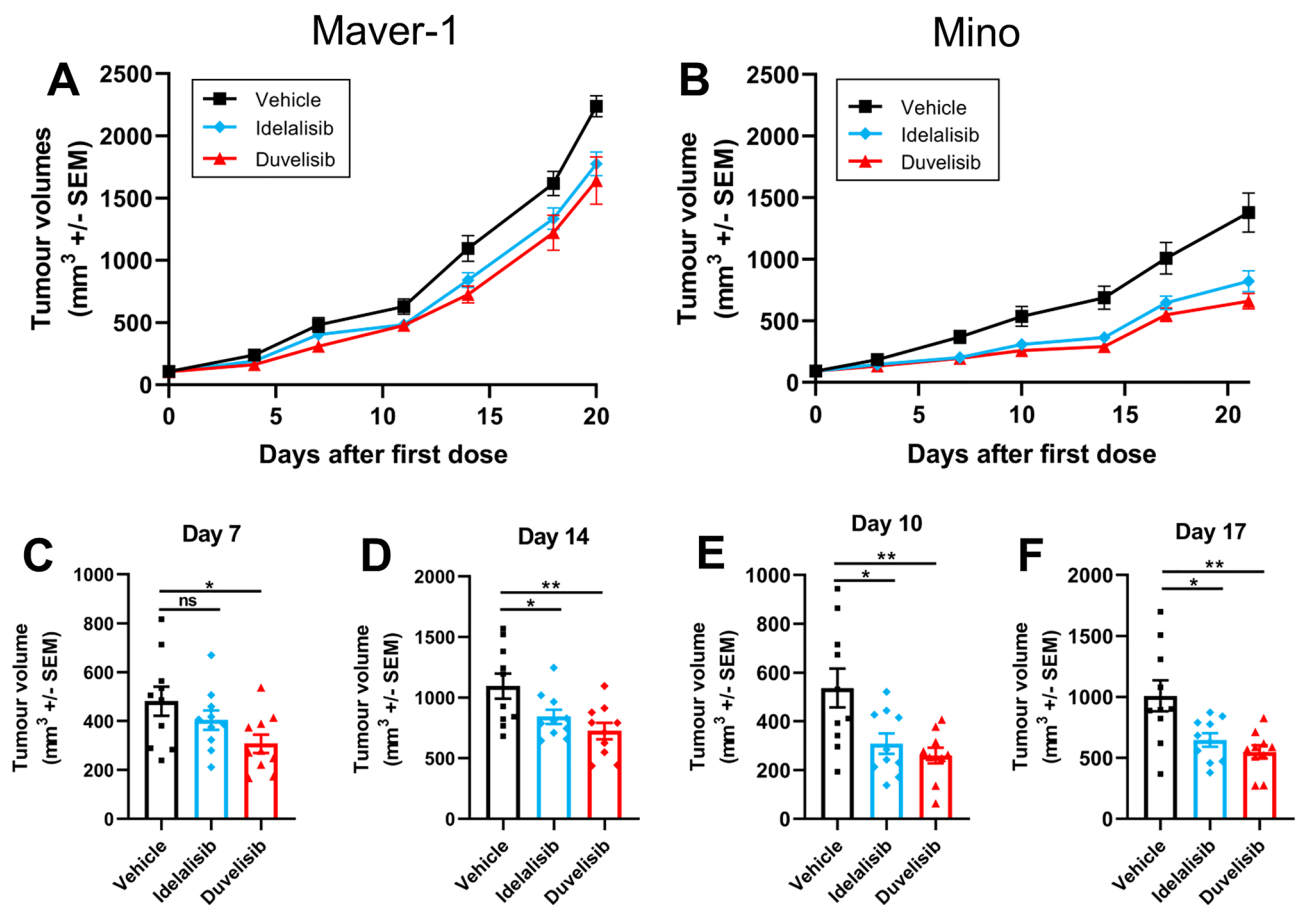 Maver-1
Mino
A
Tumour volumes
(mm3 +/- SEM)
2500
2000
1500
1000
500
0
0 5 10 15 20
Days after first dose
Vehicle
Idelalisib
Duvelisib
B
Tumour volume
(mm3 +/- SEM)
2500
2000
1500
1000
500
0
0 5 10 15 20
Days after first dose
Vehicle
Idelalisib
Duvelisib
C
Day 7
Tumour volume
(mm3 +/- SEM)
1000
800
600
400
200
0
*
ns
Vehicle
Idelalisib
Duvelisib
D
Day 14
Tumour volume
(mm3 +/- SEM)
2000
1500
1000
500
0
**
*
Vehicle
Idelalisib
Duvelisib
E
Day 10
Tumour volume
(mm3 +/- SEM)
1000
800
600
400
200
0
**
*
Vehicle
Idelalisib
Duvelisib
F
Day 17
Tumour volume
(mm3 +/- SEM)
2000
1500
1000
500
0
**
*
Vehicle
Idelalisib
Duvelisib